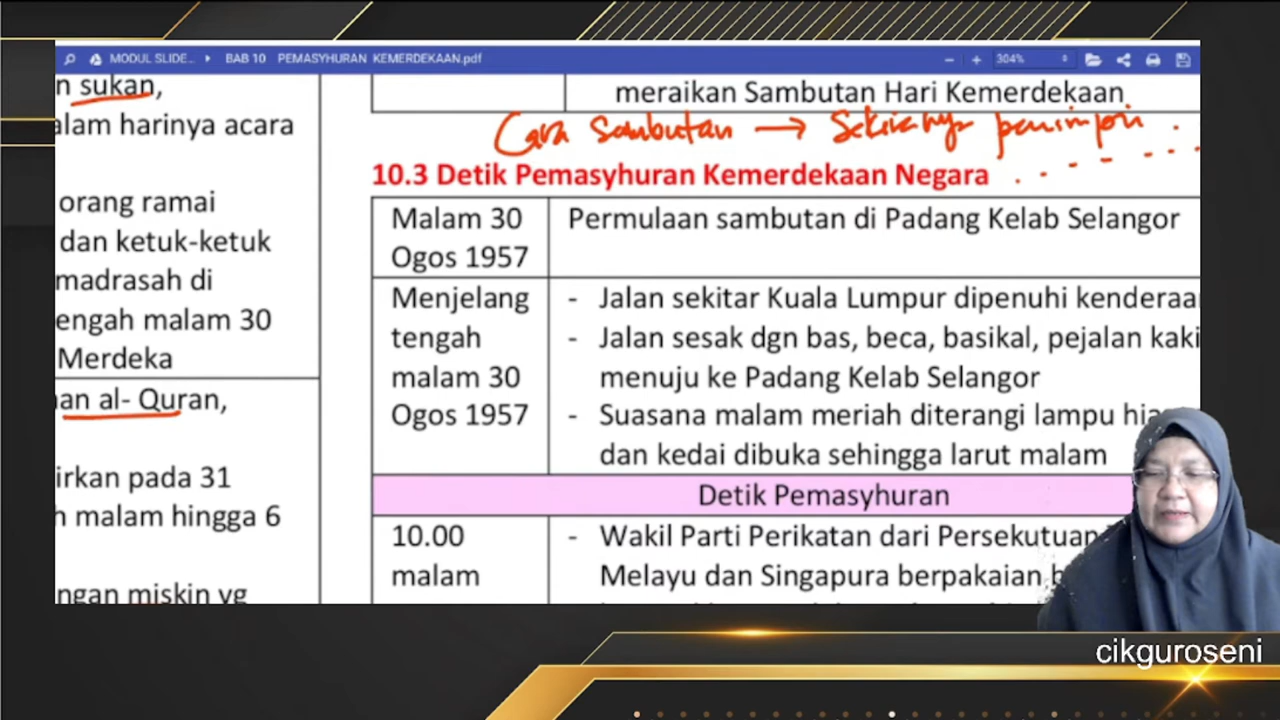 MODUL SLIDE... ▸ BAB 10 PEMASYHURAN KEMERDEKAAN.pdf
304%
n sukan,
alam harinya acara
orang ramai
dan ketuk-ketuk
madrasah di
engah malam 30
Merdeka
an al- Quran,
irkan pada 31
malam hingga 6
ngan miskin yg
meraikan Sambutan Hari Kemerdekaan
Cara Sambutan → Sekiranya pemimpin
10.3 Detik Pemasyhuran Kemerdekaan Negara
Malam 30
Ogos 1957
Permulaan sambutan di Padang Kelab Selangor
Menjelang
tengah
malam 30
Ogos 1957
- Jalan sekitar Kuala Lumpur dipenuhi kenderaa
- Jalan sesak dgn bas, beca, basikal, pejalan kaki
menuju ke Padang Kelab Selangor
- Suasana malam meriah diterangi lampu hia
dan kedai dibuka sehingga larut malam
Detik Pemasyhuran
10.00
malam
- Wakil Parti Perikatan dari Persekutuan
Melayu dan Singapura berpakaian b
cikguroseni